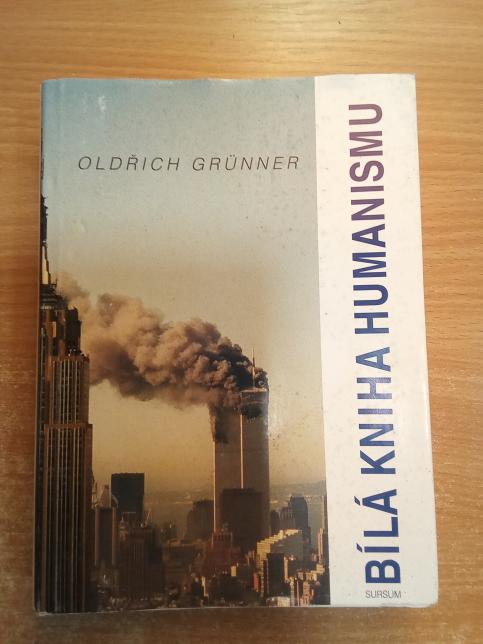 OLDŘICH GRÜNNER
BÍLÁ KNIHA HUMANISMU
SURSUM